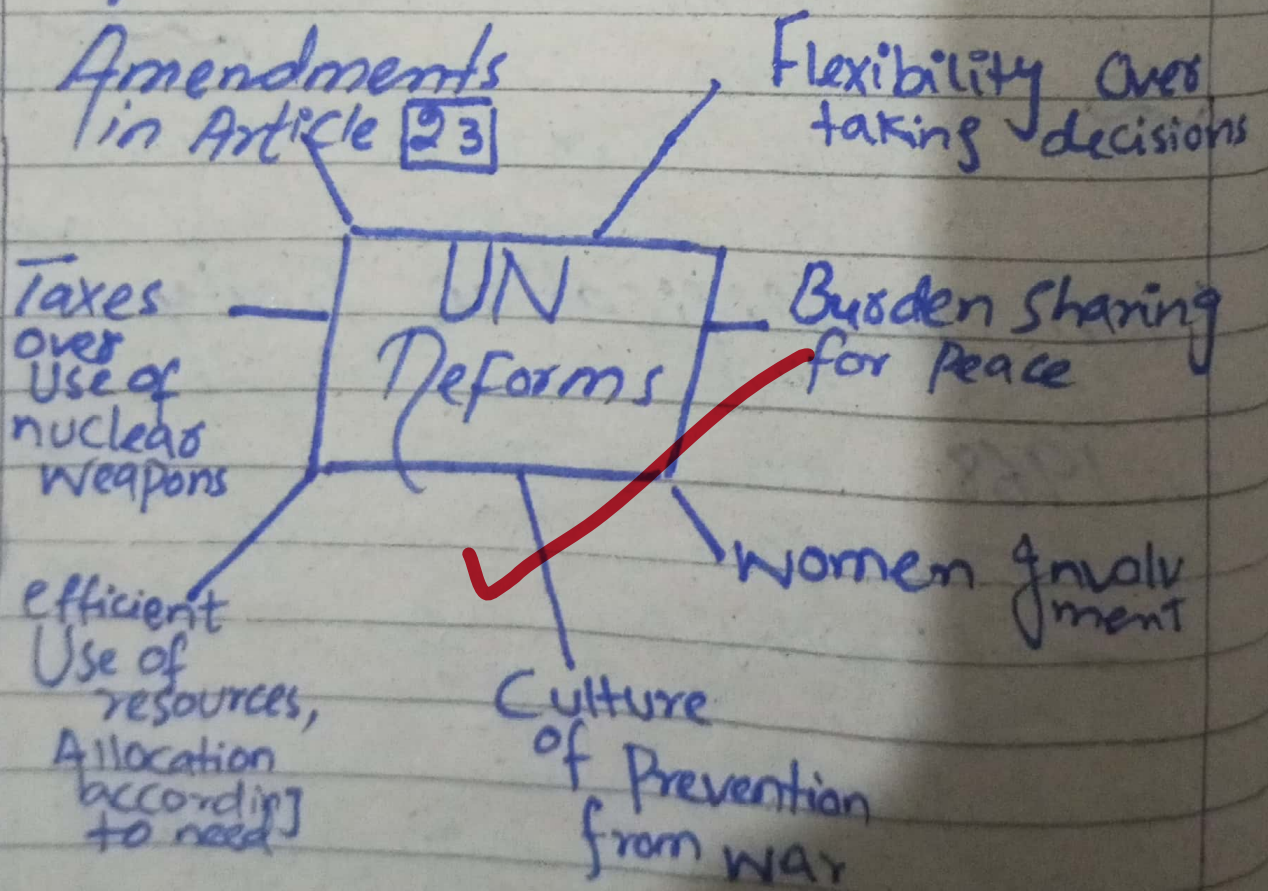 Amendments
in Article 23
Flexibility over
taking decisions
UN
Reforms
Taxes
over
Use of
nuclear
weapons
Burden Sharing
for Peace
Women Involv
ment
efficient
Use of
resources,
Allocation
according
to need
Culture
of Prevention
from war